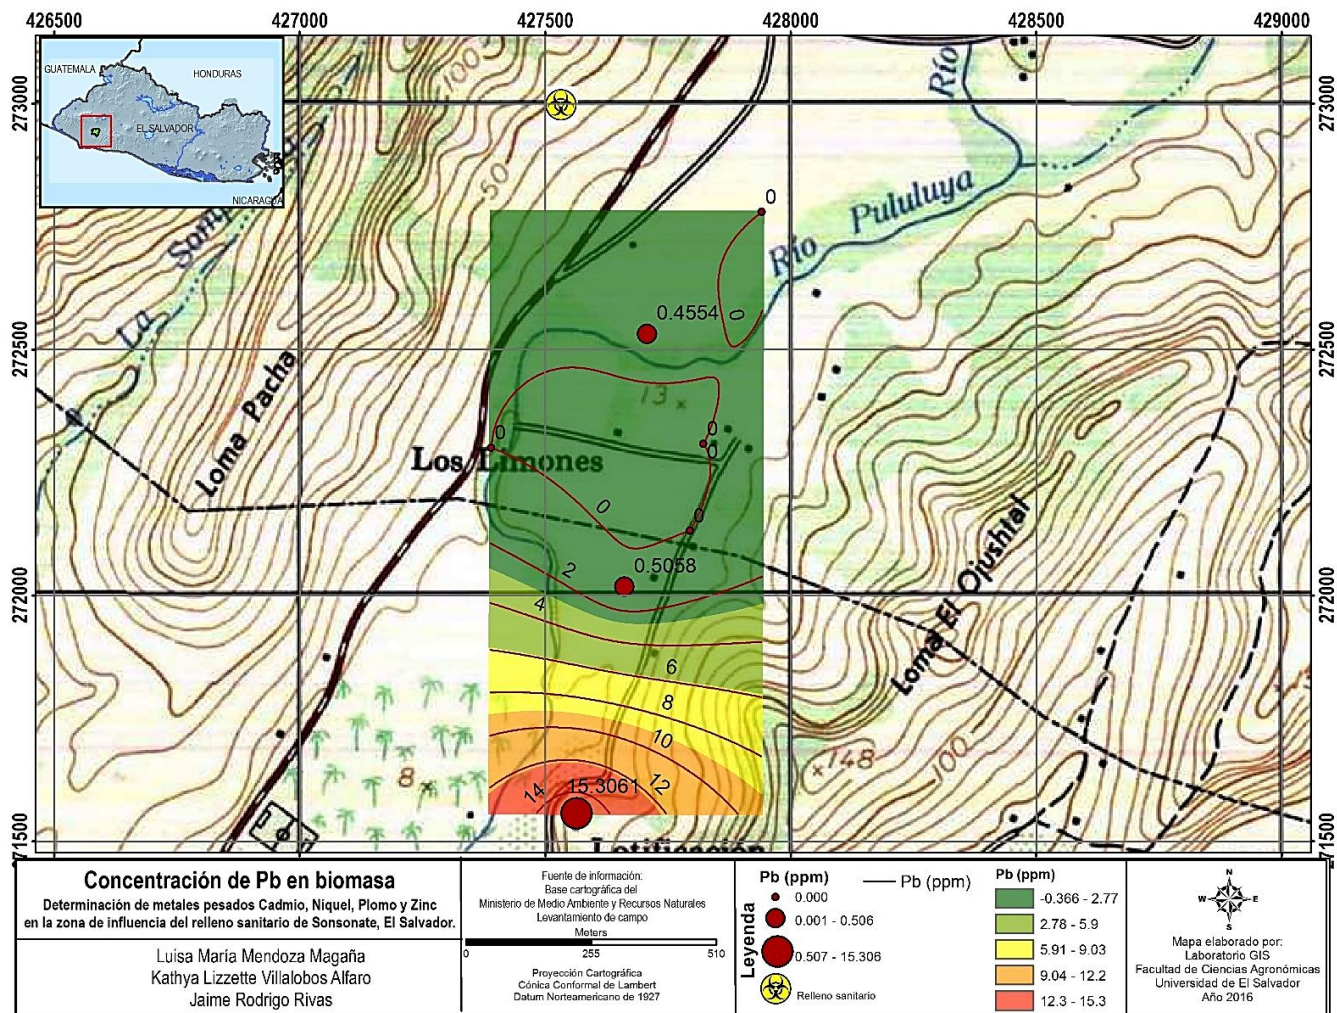 426500 427000 427500 428000 428500 429000
273000
272500
272000
271500
273000
272500
272000
271500
GUATEMALA
HONDURAS
EL SALVADOR
NICARAGUA
100
50
La
Río
Río Pululuya
0
0
0.4554
13
Loma Pacha
0
0
0
Los Limones
0
0
0.5058
2
4
6
8
10
12
14
15.3061
8
148
100
Loma El Ojushtal
Lotificación
Concentración de Pb en biomasa
Determinación de metales pesados Cadmio, Niquel, Plomo y Zinc
en la zona de influencia del relleno sanitario de Sonsonate, El Salvador.
Luisa María Mendoza Magaña
Kathya Lizzette Villalobos Alfaro
Jaime Rodrigo Rivas
Fuente de información:
Base cartográfica del
Ministerio de Medio Ambiente y Recursos Naturales
Levantamiento de campo
Meters
0 255 510
Proyección Cartográfica
Cónica Conformal de Lambert
Datum Norteamericano de 1927
Leyenda
Pb (ppm)
0.000
0.001 - 0.506
0.507 - 15.306
Relleno sanitario
Pb (ppm)
Pb (ppm)
-0.366 - 2.77
2.78 - 5.9
5.91 - 9.03
9.04 - 12.2
12.3 - 15.3
N
W E
S
Mapa elaborado por:
Laboratorio GIS
Facultad de Ciencias Agronómicas
Universidad de El Salvador
Año 2016